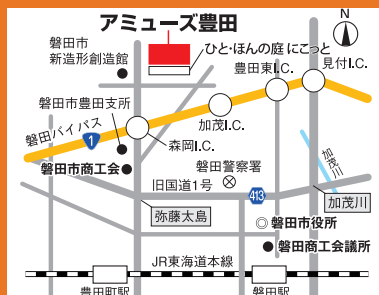 アミューズ豊田
N
磐田市
新造形創造館
ひと・ほんの庭 にこっと
豊田東I.C.
見付I.C.
磐田市豊田支所
加茂I.C.
磐田バイパス
1
森岡I.C.
加茂川
磐田市商工会
磐田警察署
旧国道1号
413
弥藤太島
加茂川
磐田市役所
磐田商工会議所
JR東海道本線
豊田町駅
磐田駅